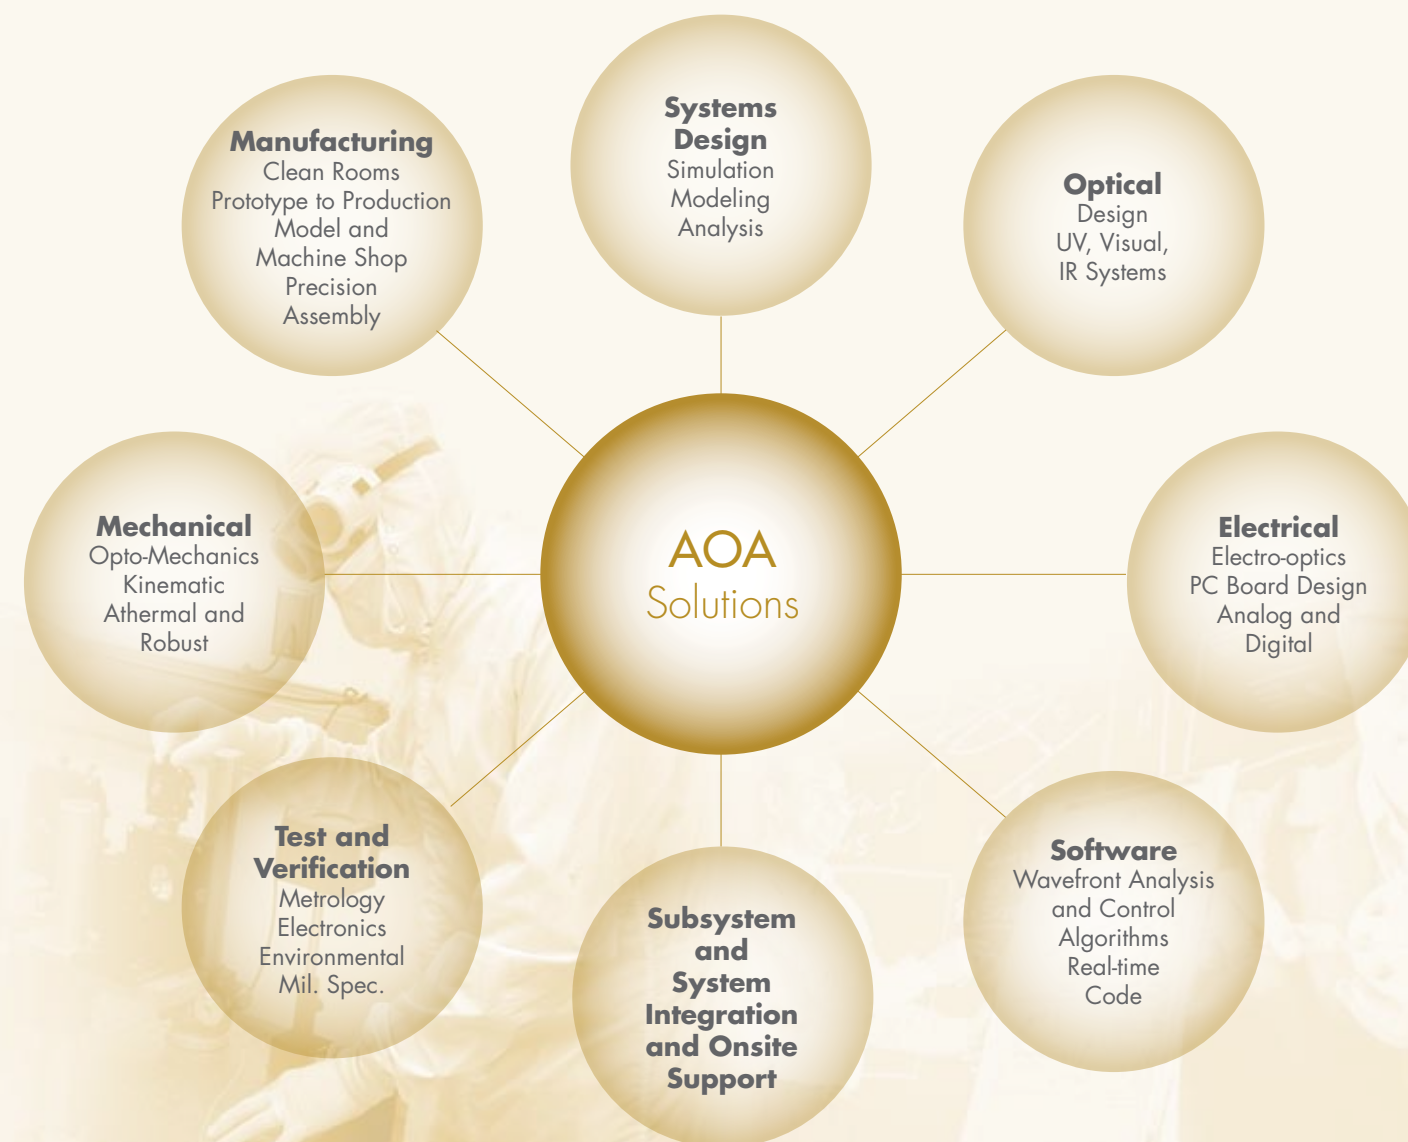 Systems
Design
Simulation
Modeling
Analysis
Manufacturing
Clean Rooms
Prototype to Production
Model and
Machine Shop
Precision
Assembly
Optical
Design
UV, Visual,
IR Systems
Mechanical
Opto-Mechanics
Kinematic
Athermal and
Robust
AOA
Solutions
Electrical
Electro-optics
PC Board Design
Analog and
Digital
Test and
Verification
Metrology
Electronics
Environmental
Mil. Spec.
Subsystem
and
System
Integration
and Onsite
Support
Software
Wavefront Analysis
and Control
Algorithms
Real-time
Code